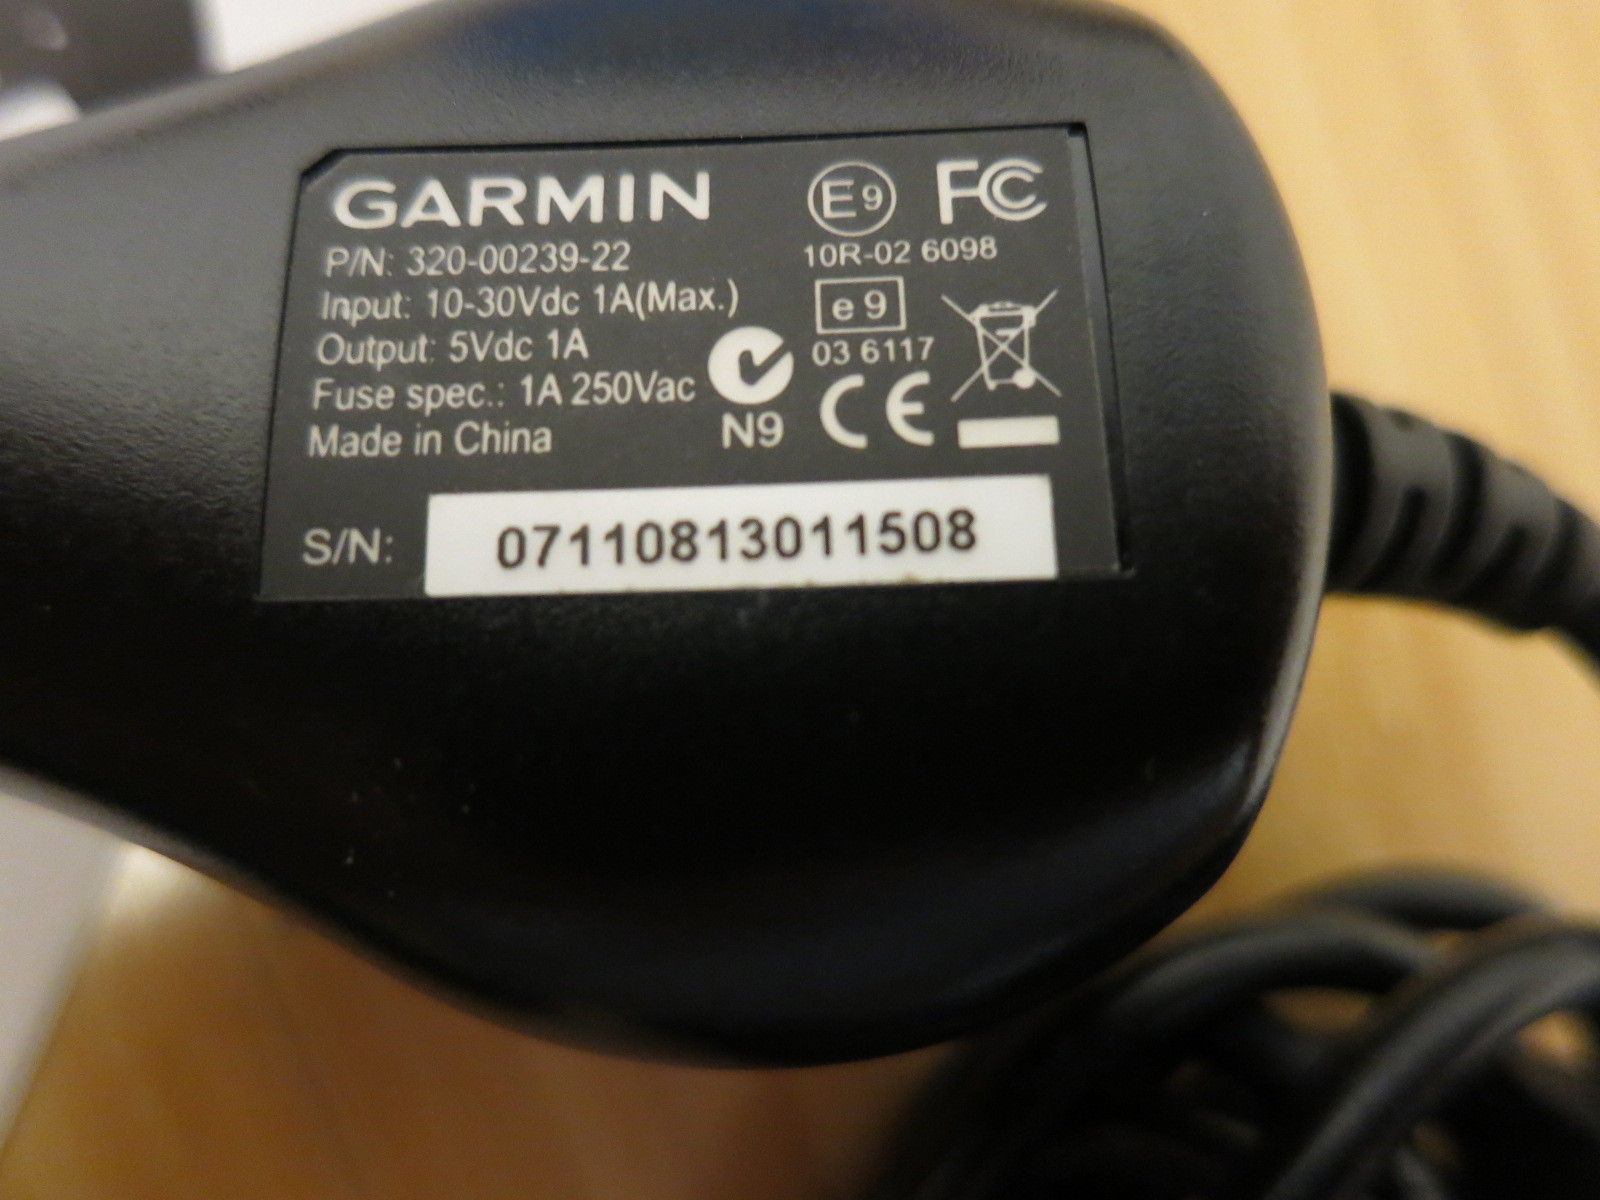 GARMIN
P/N: 320-00239-22
Input: 10-30Vdc 1A(Max.)
Output: 5Vdc 1A
Fuse spec.: 1A 250Vac
Made in China
E9
FC
10R-02 6098
e9
03 6117
N9
CE
S/N: 07110813011508